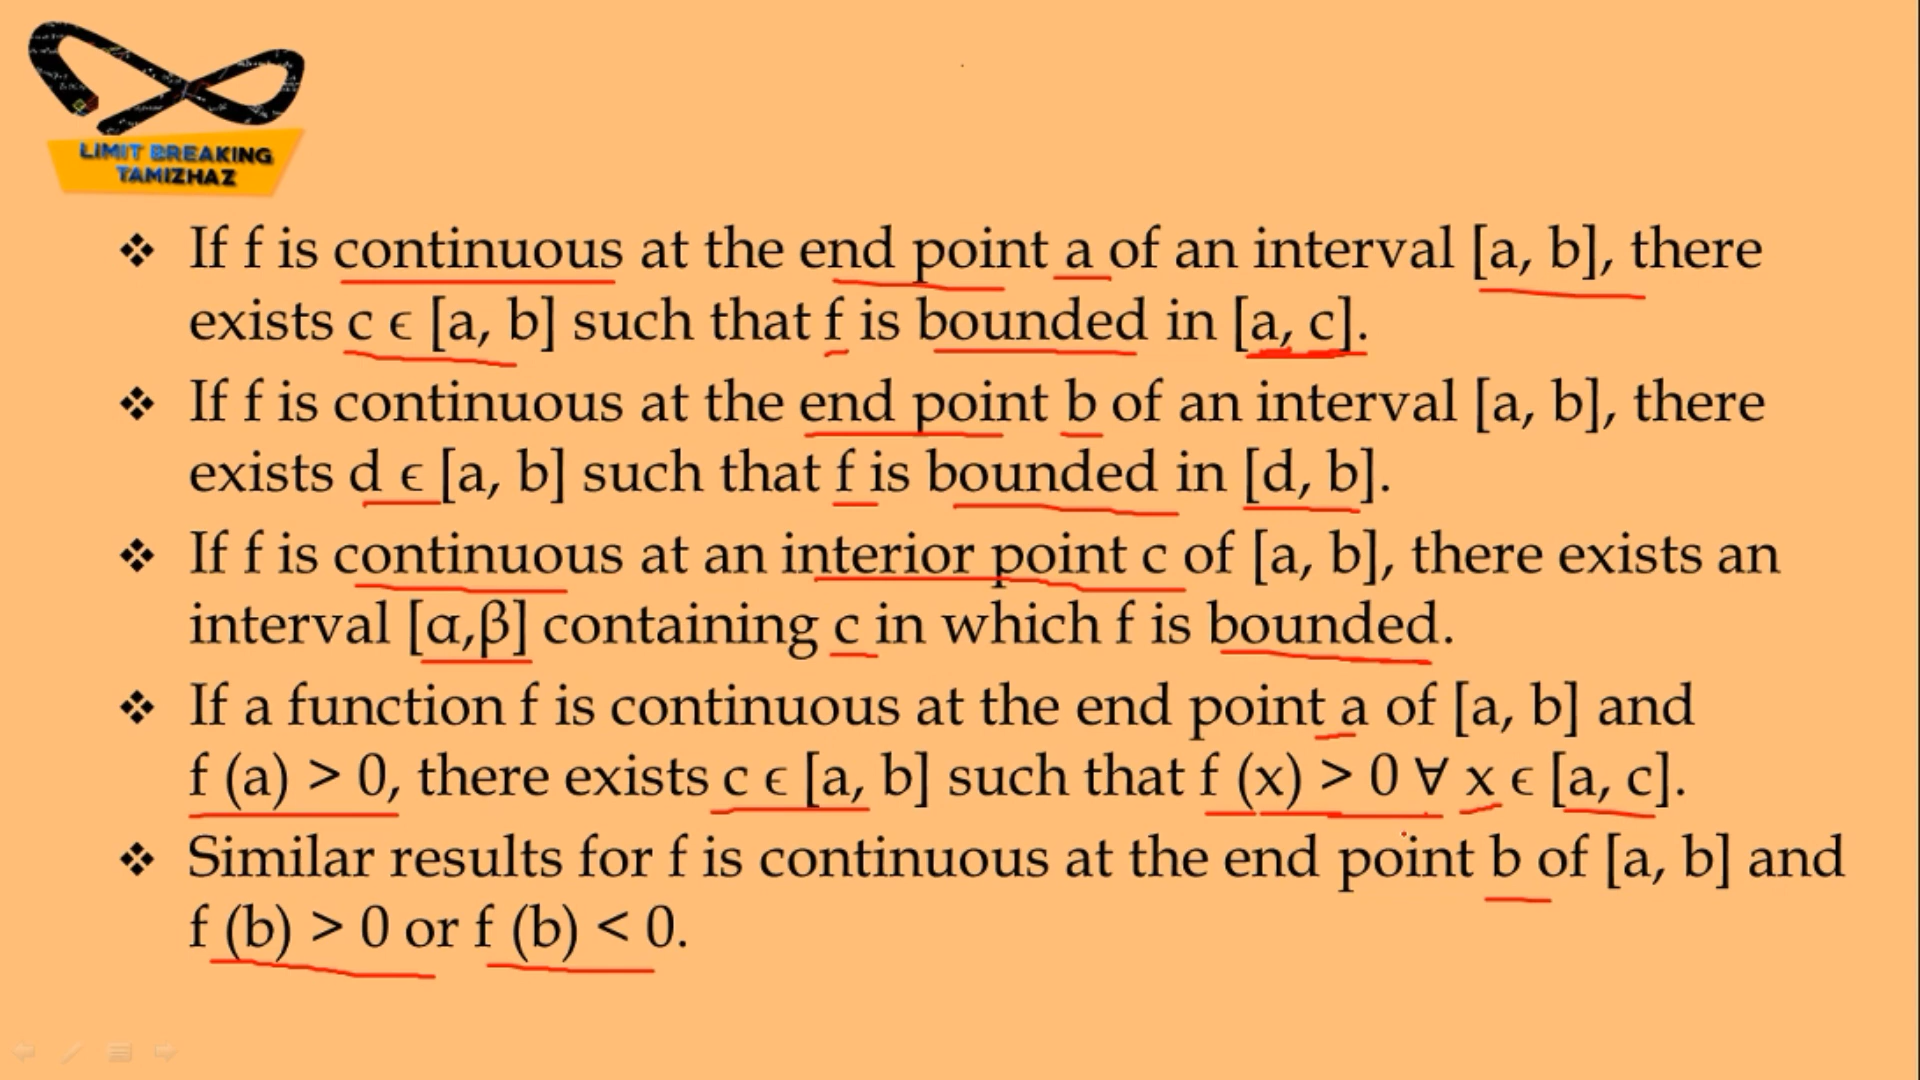 LIMIT BREAKING
TAMIZHAZ
❖ If f is continuous at the end point a of an interval [a, b], there
exists c ϵ [a, b] such that f is bounded in [a, c].
❖ If f is continuous at the end point b of an interval [a, b], there
exists d ϵ [a, b] such that f is bounded in [d, b].
❖ If f is continuous at an interior point c of [a, b], there exists an
interval [α,β] containing c in which f is bounded.
❖ If a function f is continuous at the end point a of [a, b] and
f (a) > 0, there exists c ϵ [a, b] such that f (x) > 0 ∀ x ϵ [a, c].
❖ Similar results for f is continuous at the end point b of [a, b] and
f (b) > 0 or f (b) < 0.